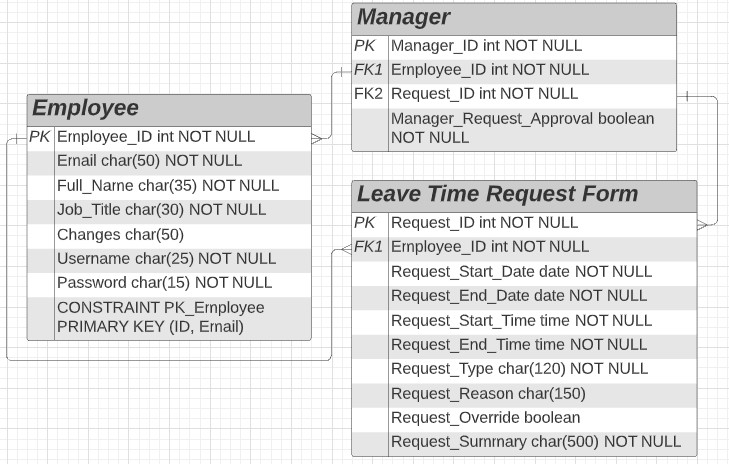 Manager
PK Manager_ID int NOT NULL
FK1 Employee_ID int NOT NULL
FK2 Request_ID int NOT NULL
Manager_Request_Approval boolean
NOT NULL
Employee
PK Employee_ID int NOT NULL
Email char(50) NOT NULL
Full_Name char(35) NOT NULL
Job_Title char(30) NOT NULL
Changes char(50)
Username char(25) NOT NULL
Password char(15) NOT NULL
CONSTRAINT PK_Employee
PRIMARY KEY (ID, Email)
Leave Time Request Form
PK Request_ID int NOT NULL
FK1 Employee_ID int NOT NULL
Request_Start_Date date NOT NULL
Request_End_Date date NOT NULL
Request_Start_Time time NOT NULL
Request_End_Time time NOT NULL
Request_Type char(120) NOT NULL
Request_Reason char(150)
Request_Override boolean
Request_Summary char(500) NOT NULL